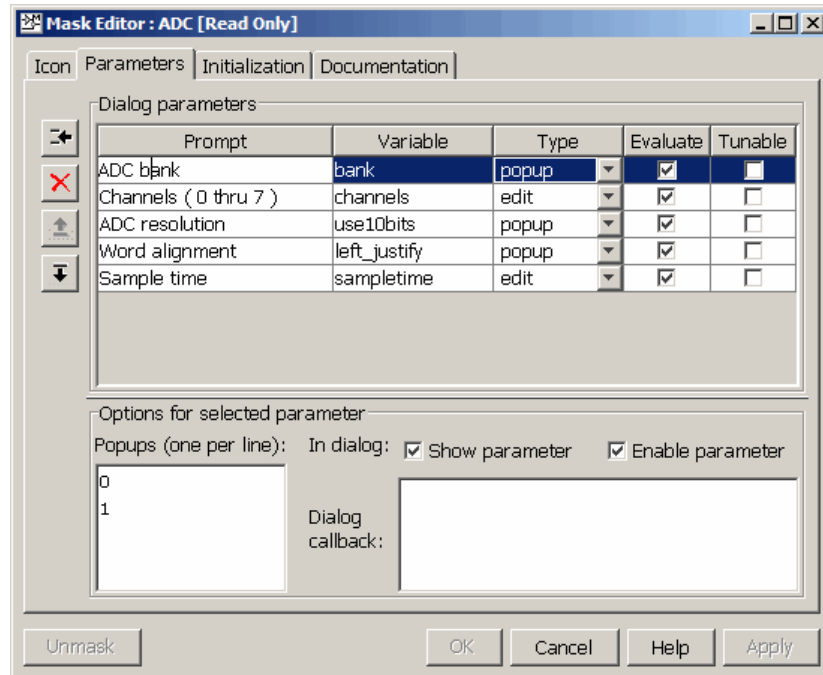 Mask Editor : ADC [Read Only]
Icon Parameters Initialization Documentation
Dialog parameters
Prompt Variable Type Evaluate Tunable
ADC bank bank popup
Channels ( 0 thru 7 ) channels edit
ADC resolution use10bits popup
Word alignment left_justify popup
Sample time sampletime edit
Options for selected parameter
Popups (one per line): In dialog: Show parameter Enable parameter
0
1
Dialog
callback:
Unmask OK Cancel Help Apply